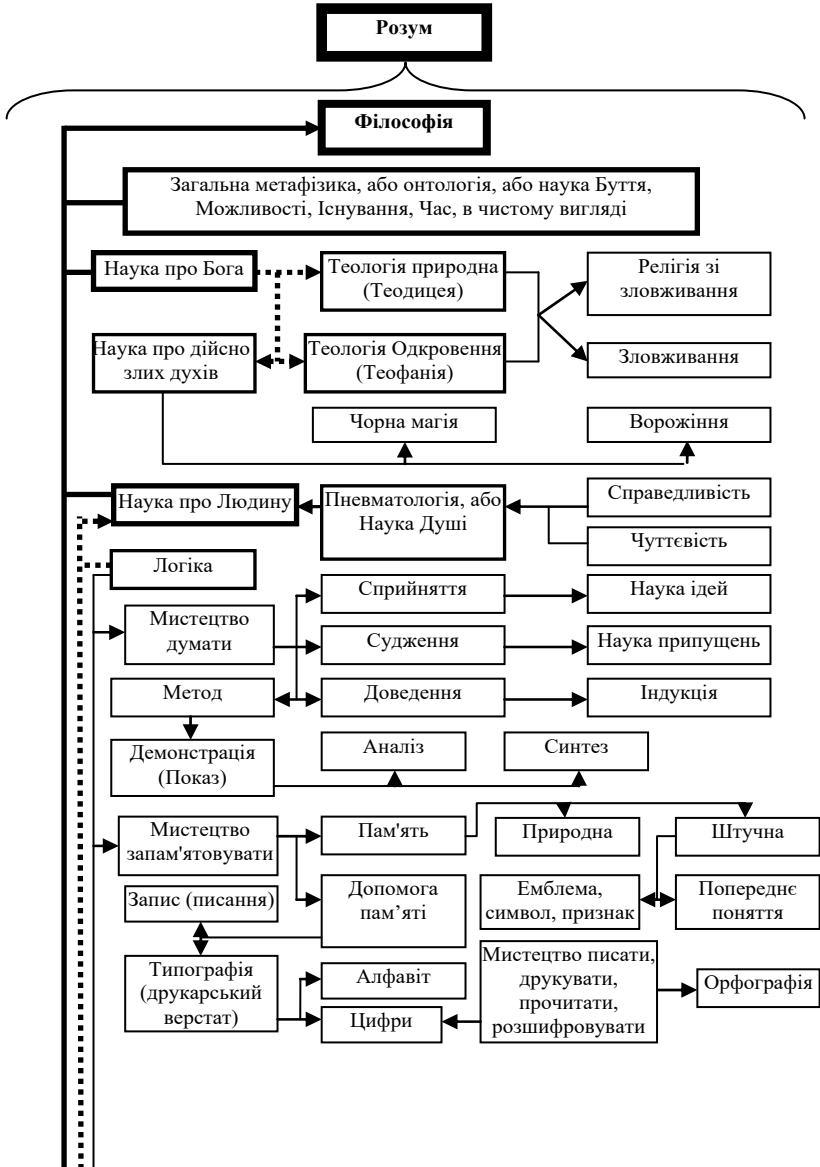 Розум
Філософія
Загальна метафізика, або онтологія, або наука Буття,
Можливості, Існування, Час, в чистому вигляді
Наука про Бога
Теологія природна
(Теодицея)
Релігія зі
зловживання
Наука про дійсно
злих духів
Теологія Одкровення
(Теофанія)
Зловживання
Чорна магія
Ворожіння
Наука про Людину
Пневматологія, або
Наука Душі
Справедливість
Чуттєвість
Логіка
Мистецтво
думати
Сприйняття
Наука ідей
Судження
Наука припущень
Метод
Доведення
Індукція
Демонстрація
(Показ)
Аналіз
Синтез
Мистецтво
запам'ятовувати
Пам'ять
Природна
Штучна
Запис (писання)
Допомога
пам’яті
Емблема,
символ, признак
Попереднє
поняття
Типографія
(друкарський
верстат)
Алфавіт
Цифри
Мистецтво писати,
друкувати,
прочитати,
розшифровувати
Орфографія